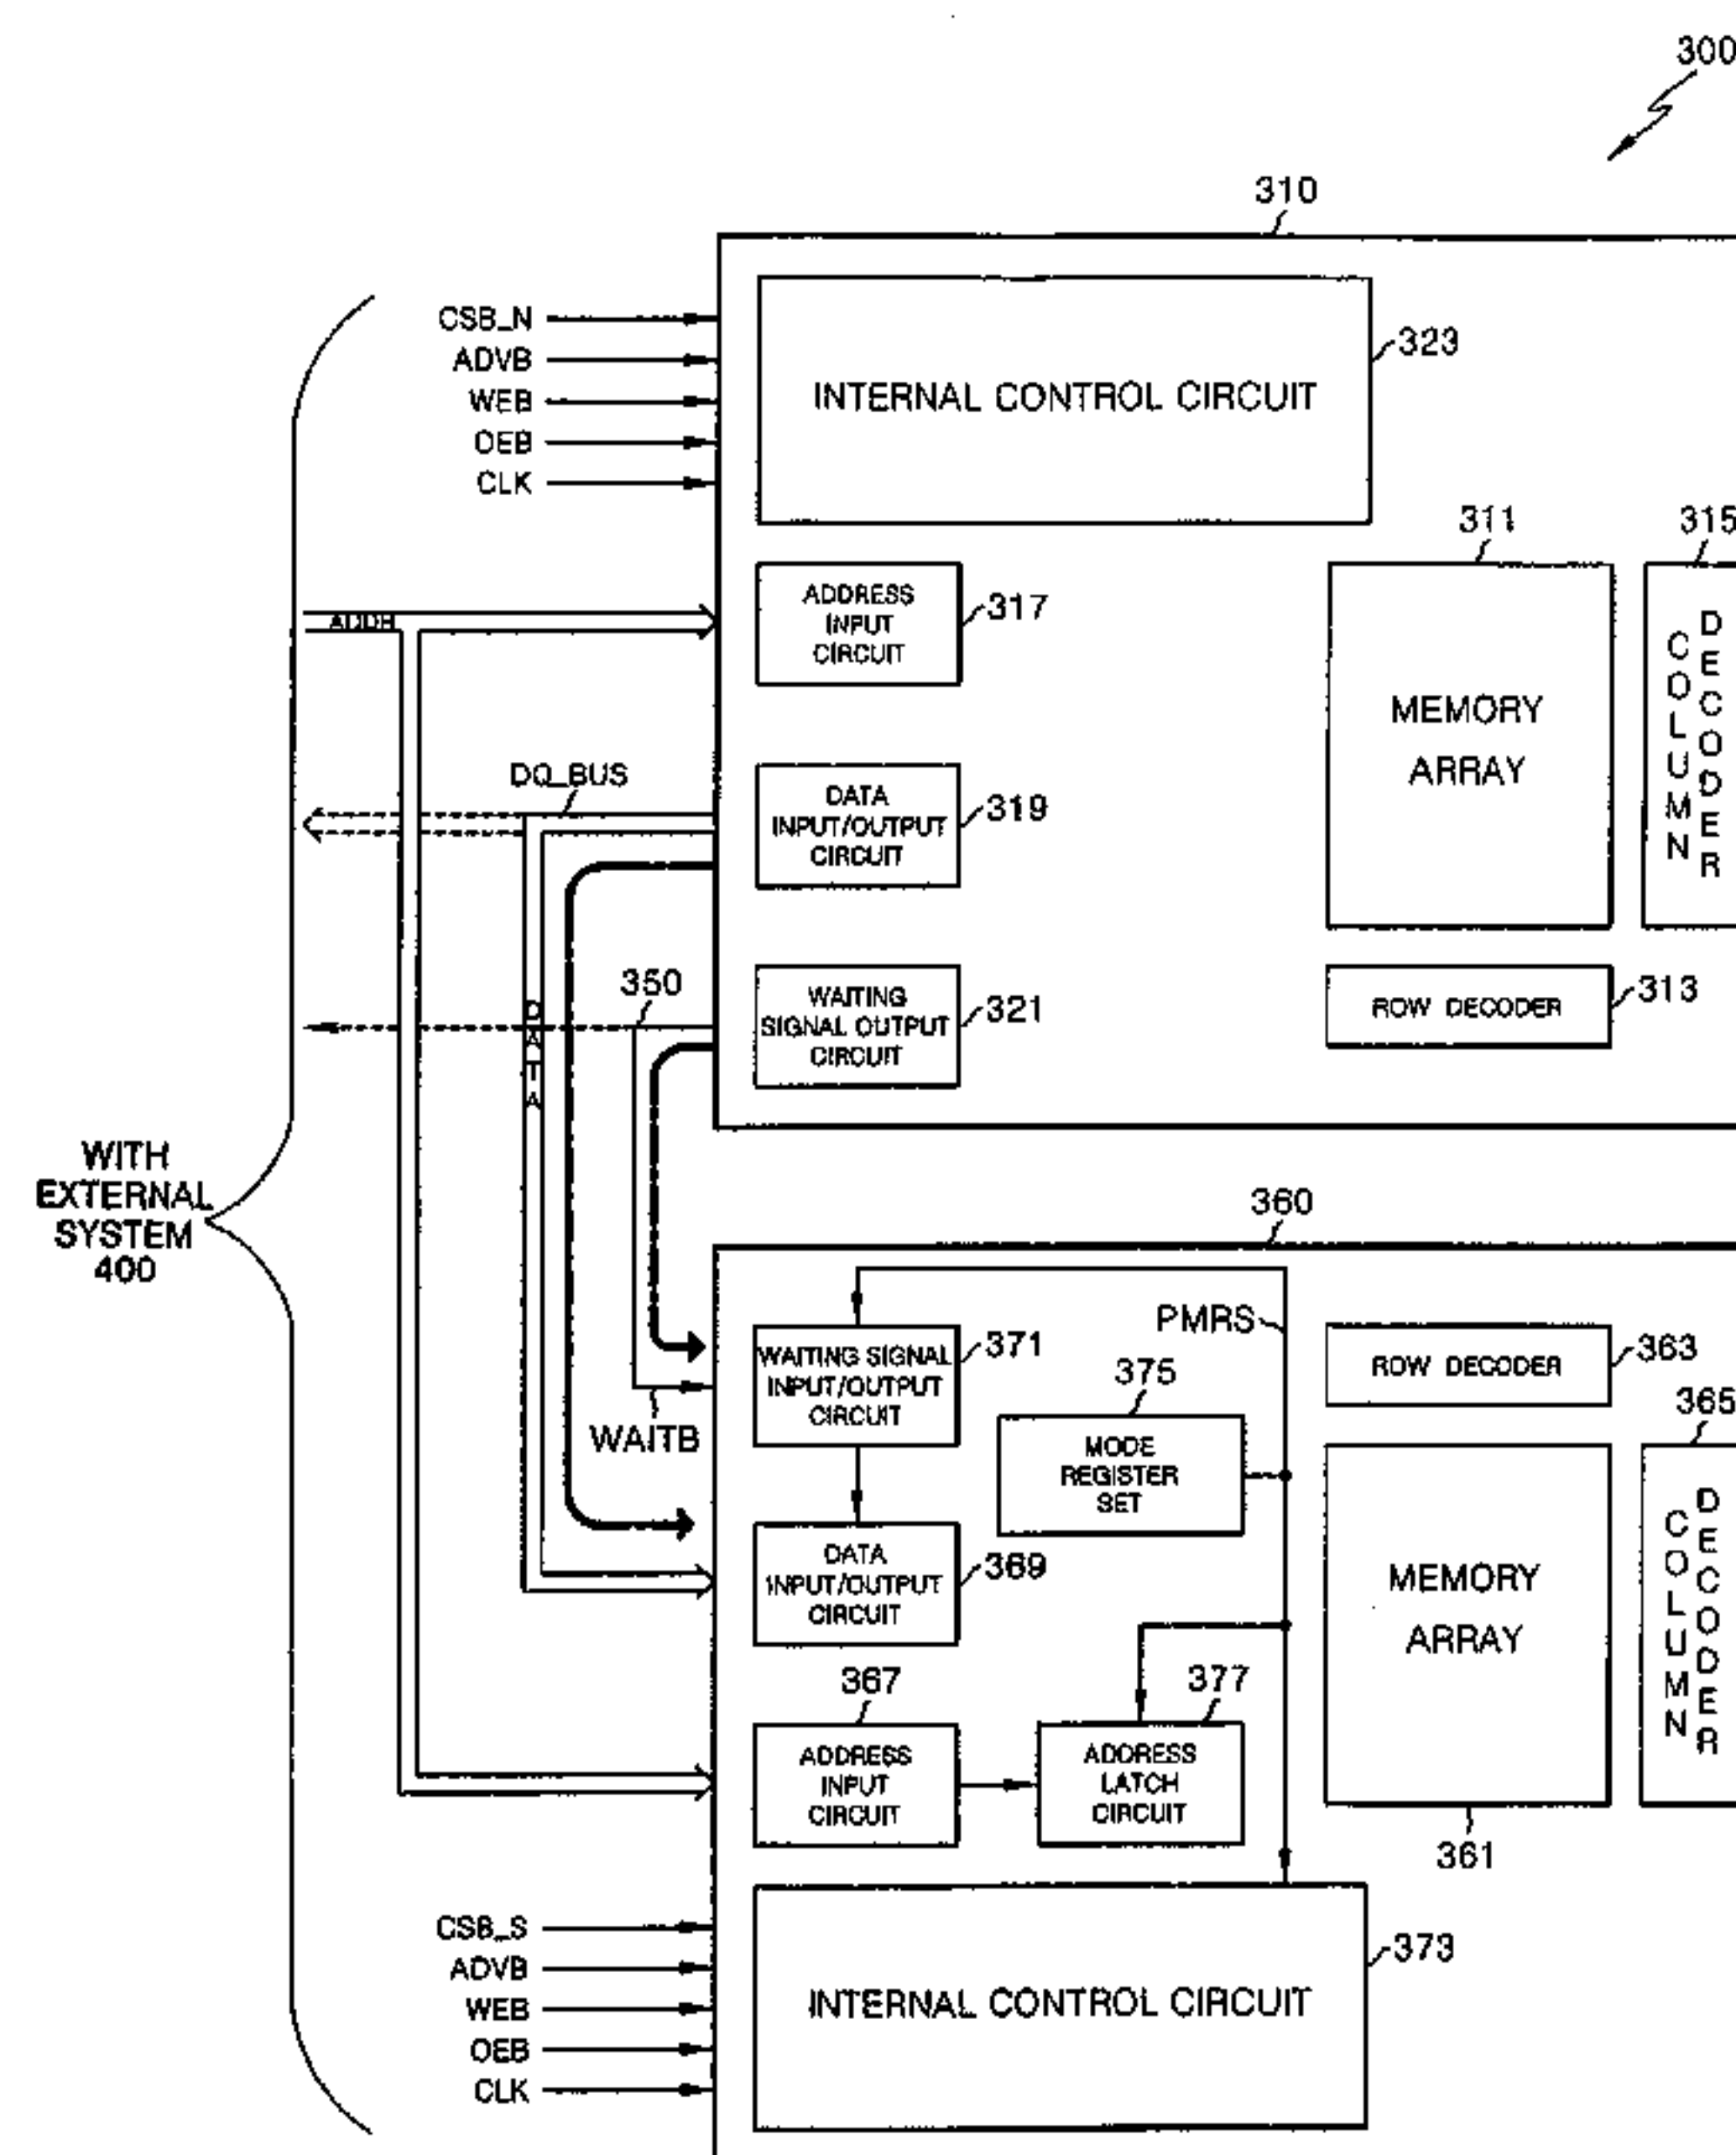 300
310
CSB_N
ADVB
WEB
OEB
CLK
INTERNAL CONTROL CIRCUIT
323
311
315
ADDR
ADDRESS
INPUT
CIRCUIT
317
MEMORY
ARRAY
COLUMN
DECODER
DQ_BUS
DATA
INPUT/OUTPUT
CIRCUIT
319
350
DATA
WAITING
SIGNAL OUTPUT
CIRCUIT
321
ROW DECODER
313
WITH
EXTERNAL
SYSTEM
400
360
PMRS
WAITING SIGNAL
INPUT/OUTPUT
CIRCUIT
371
375
ROW DECODER
363
365
WAITB
MODE
REGISTER
SET
DATA
INPUT/OUTPUT
CIRCUIT
369
MEMORY
ARRAY
COLUMN
DECODER
367
377
ADDRESS
INPUT
CIRCUIT
ADDRESS
LATCH
CIRCUIT
361
CSB_S
ADVB
WEB
OEB
CLK
INTERNAL CONTROL CIRCUIT
373